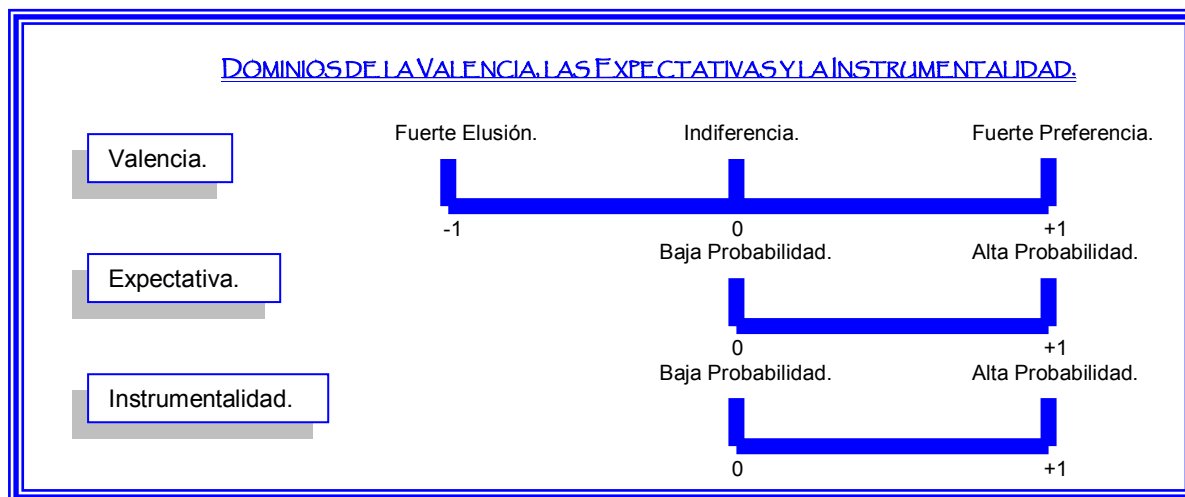 DOMINIOS DE LA VALENCIA, LAS EXPECTATIVAS Y LA INSTRUMENTALIDAD.
Fuerte Elusión. Indiferencia. Fuerte Preferencia.
Valencia.
-1 0 +1
Baja Probabilidad. Alta Probabilidad.
Expectativa.
0 +1
Baja Probabilidad. Alta Probabilidad.
Instrumentalidad.
0 +1